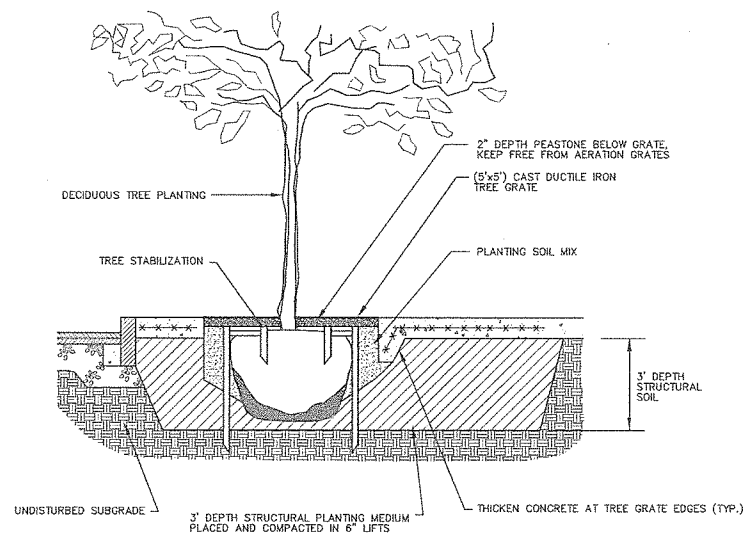 2" DEPTH PEASTONE BELOW GRATE,
KEEP FREE FROM AERATION GRATES
(5'x5') CAST DUCTILE IRON
TREE GRATE
DECIDUOUS TREE PLANTING
PLANTING SOIL MIX
TREE STABILIZATION
3' DEPTH
STRUCTURAL
SOIL
UNDISTURBED SUBGRADE
3' DEPTH STRUCTURAL PLANTING MEDIUM
PLACED AND COMPACTED IN 6" LIFTS
THICKEN CONCRETE AT TREE GRATE EDGES (TYP.)